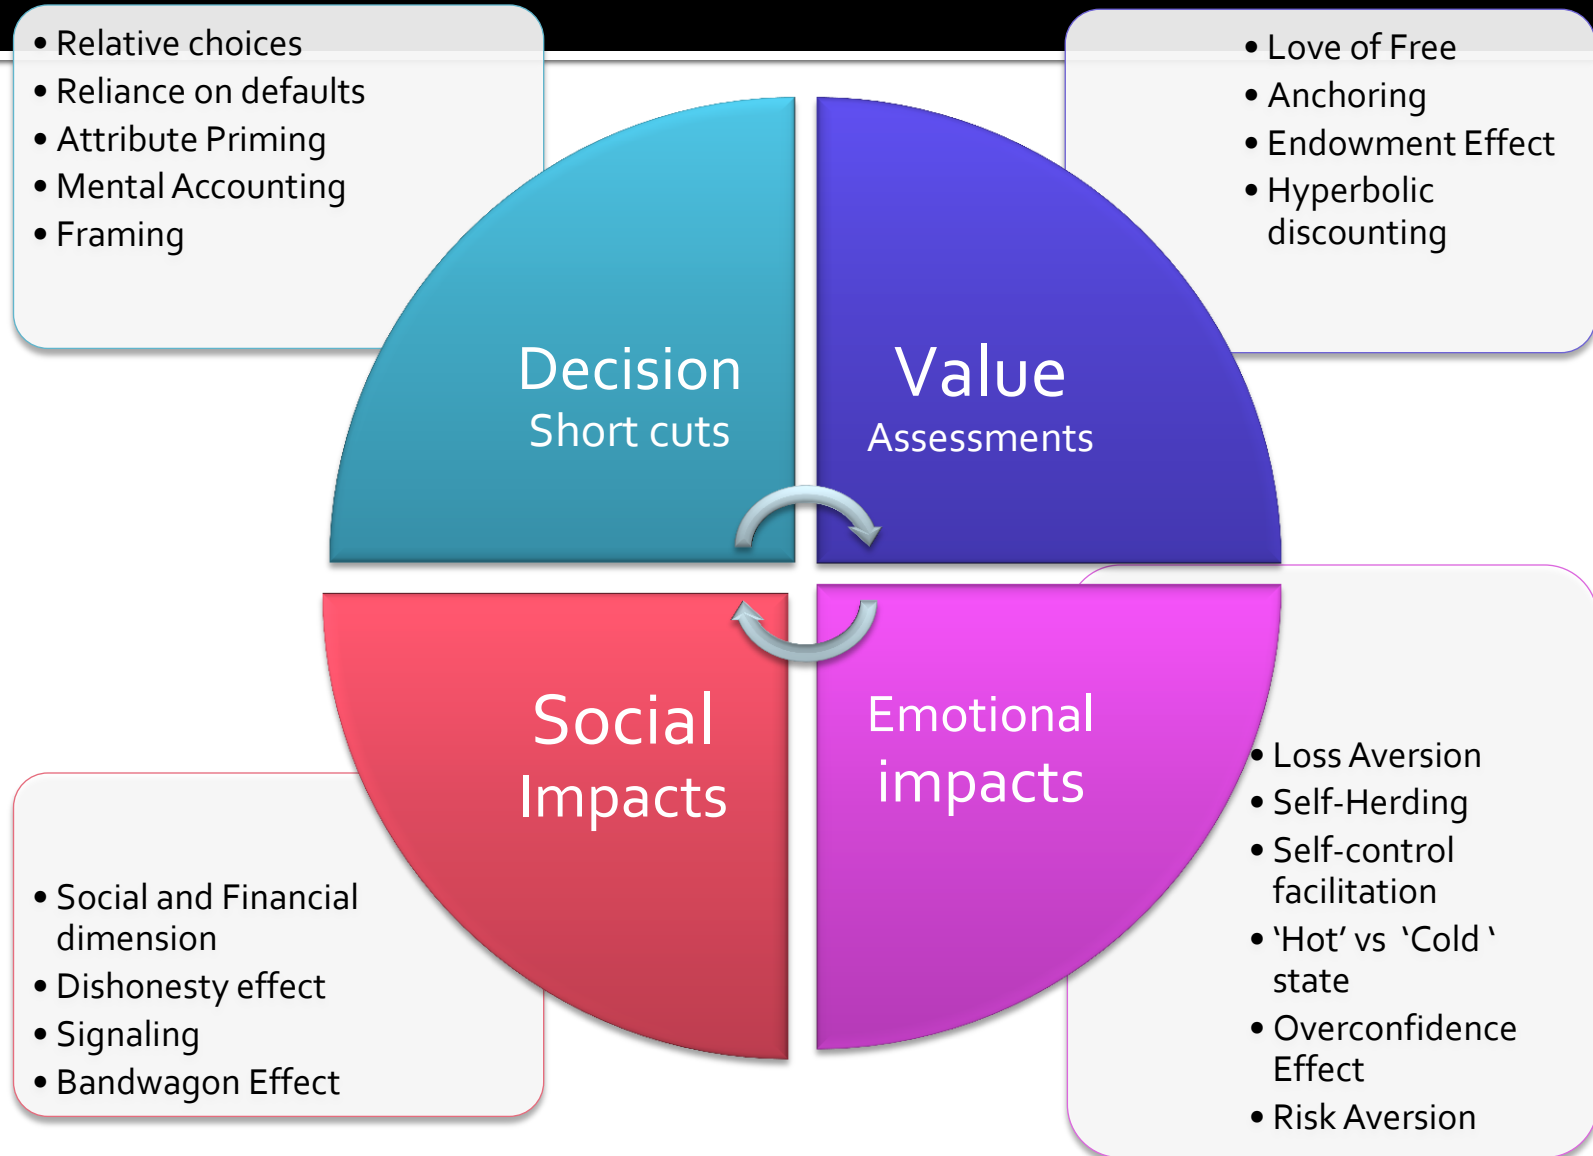 • Relative choices
• Reliance on defaults
• Attribute Priming
• Mental Accounting
• Framing
• Love of Free
• Anchoring
• Endowment Effect
• Hyperbolic
discounting
Decision
Short cuts
Value
Assessments
Social
Impacts
Emotional
impacts
• Social and Financial
dimension
• Dishonesty effect
• Signaling
• Bandwagon Effect
• Loss Aversion
• Self-Herding
• Self-control
facilitation
• ‘Hot’ vs ‘Cold ‘
state
• Overconfidence
Effect
• Risk Aversion